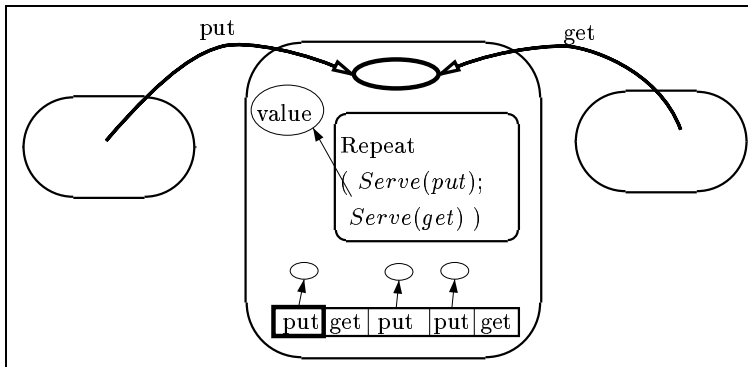 put
get
value
Repeat
( Serve(put);
Serve(get) )
put get put put get